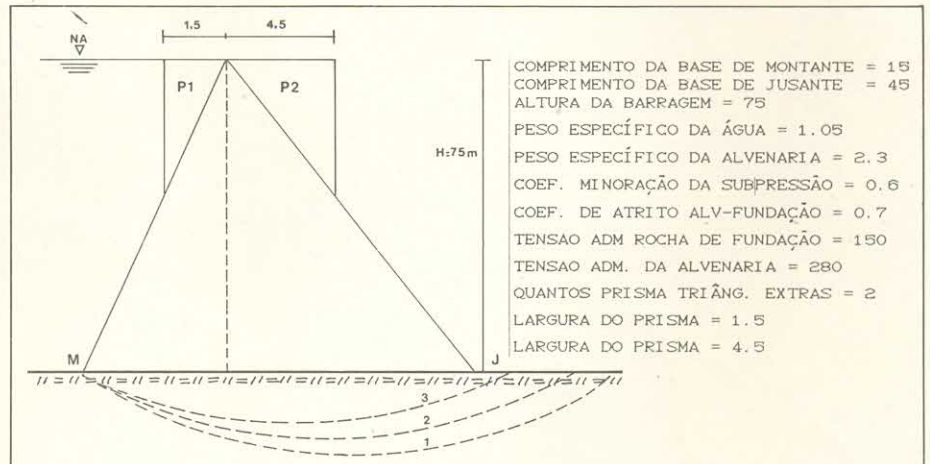 1.5
4.5
NA
P1
P2
H=75m
M
J
3
2
1
COMPRIMENTO DA BASE DE MONTANTE = 15
COMPRIMENTO DA BASE DE JUSANTE = 45
ALTURA DA BARRAGEM = 75
PESO ESPECÍFICO DA ÁGUA = 1.05
PESO ESPECÍFICO DA ALVENARIA = 2.3
COEF. MINORAÇÃO DA SUBPRESSÃO = 0.6
COEF. DE ATRITO ALV-FUNDAÇÃO = 0.7
TENSAO ADM ROCHA DE FUNDAÇÃO = 150
TENSAO ADM. DA ALVENARIA = 280
QUANTOS PRISMA TRIÂNG. EXTRAS = 2
LARGURA DO PRISMA = 1.5
LARGURA DO PRISMA = 4.5